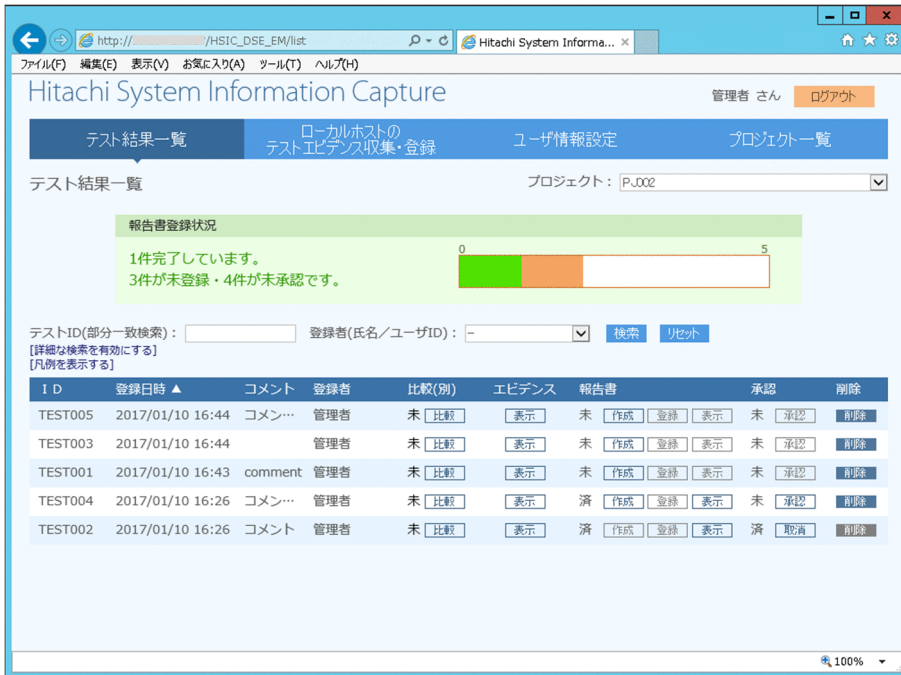 http:// /HSIC_DSE_EM/list
Hitachi System Informa... ×
ファイル(F) 編集(E) 表示(V) お気に入り(A) ツール(T) ヘルプ(H)
Hitachi System Information Capture
管理者 さん ログアウト
テスト結果一覧
ローカルホストの
テストエビデンス収集・登録
ユーザ情報設定
プロジェクト一覧
テスト結果一覧
プロジェクト： PJ002
報告書登録状況
1件完了しています。
3件が未登録・4件が未承認です。
0 5
テストID(部分一致検索)： 登録者(氏名／ユーザID)： – 検索 リセット
[詳細な検索を有効にする]
[凡例を表示する]
ID 登録日時 ▲ コメント 登録者 比較(別) エビデンス 報告書 承認 削除
TEST005 2017/01/10 16:44 コメン… 管理者 未 比較 表示 未 作成 登録 表示 未 承認 削除
TEST003 2017/01/10 16:44 管理者 未 比較 表示 未 作成 登録 表示 未 承認 削除
TEST001 2017/01/10 16:43 comment 管理者 未 比較 表示 未 作成 登録 表示 未 承認 削除
TEST004 2017/01/10 16:26 コメン… 管理者 未 比較 表示 済 作成 登録 表示 未 承認 削除
TEST002 2017/01/10 16:26 コメント 管理者 未 比較 表示 済 作成 登録 表示 済 取消 削除
100%